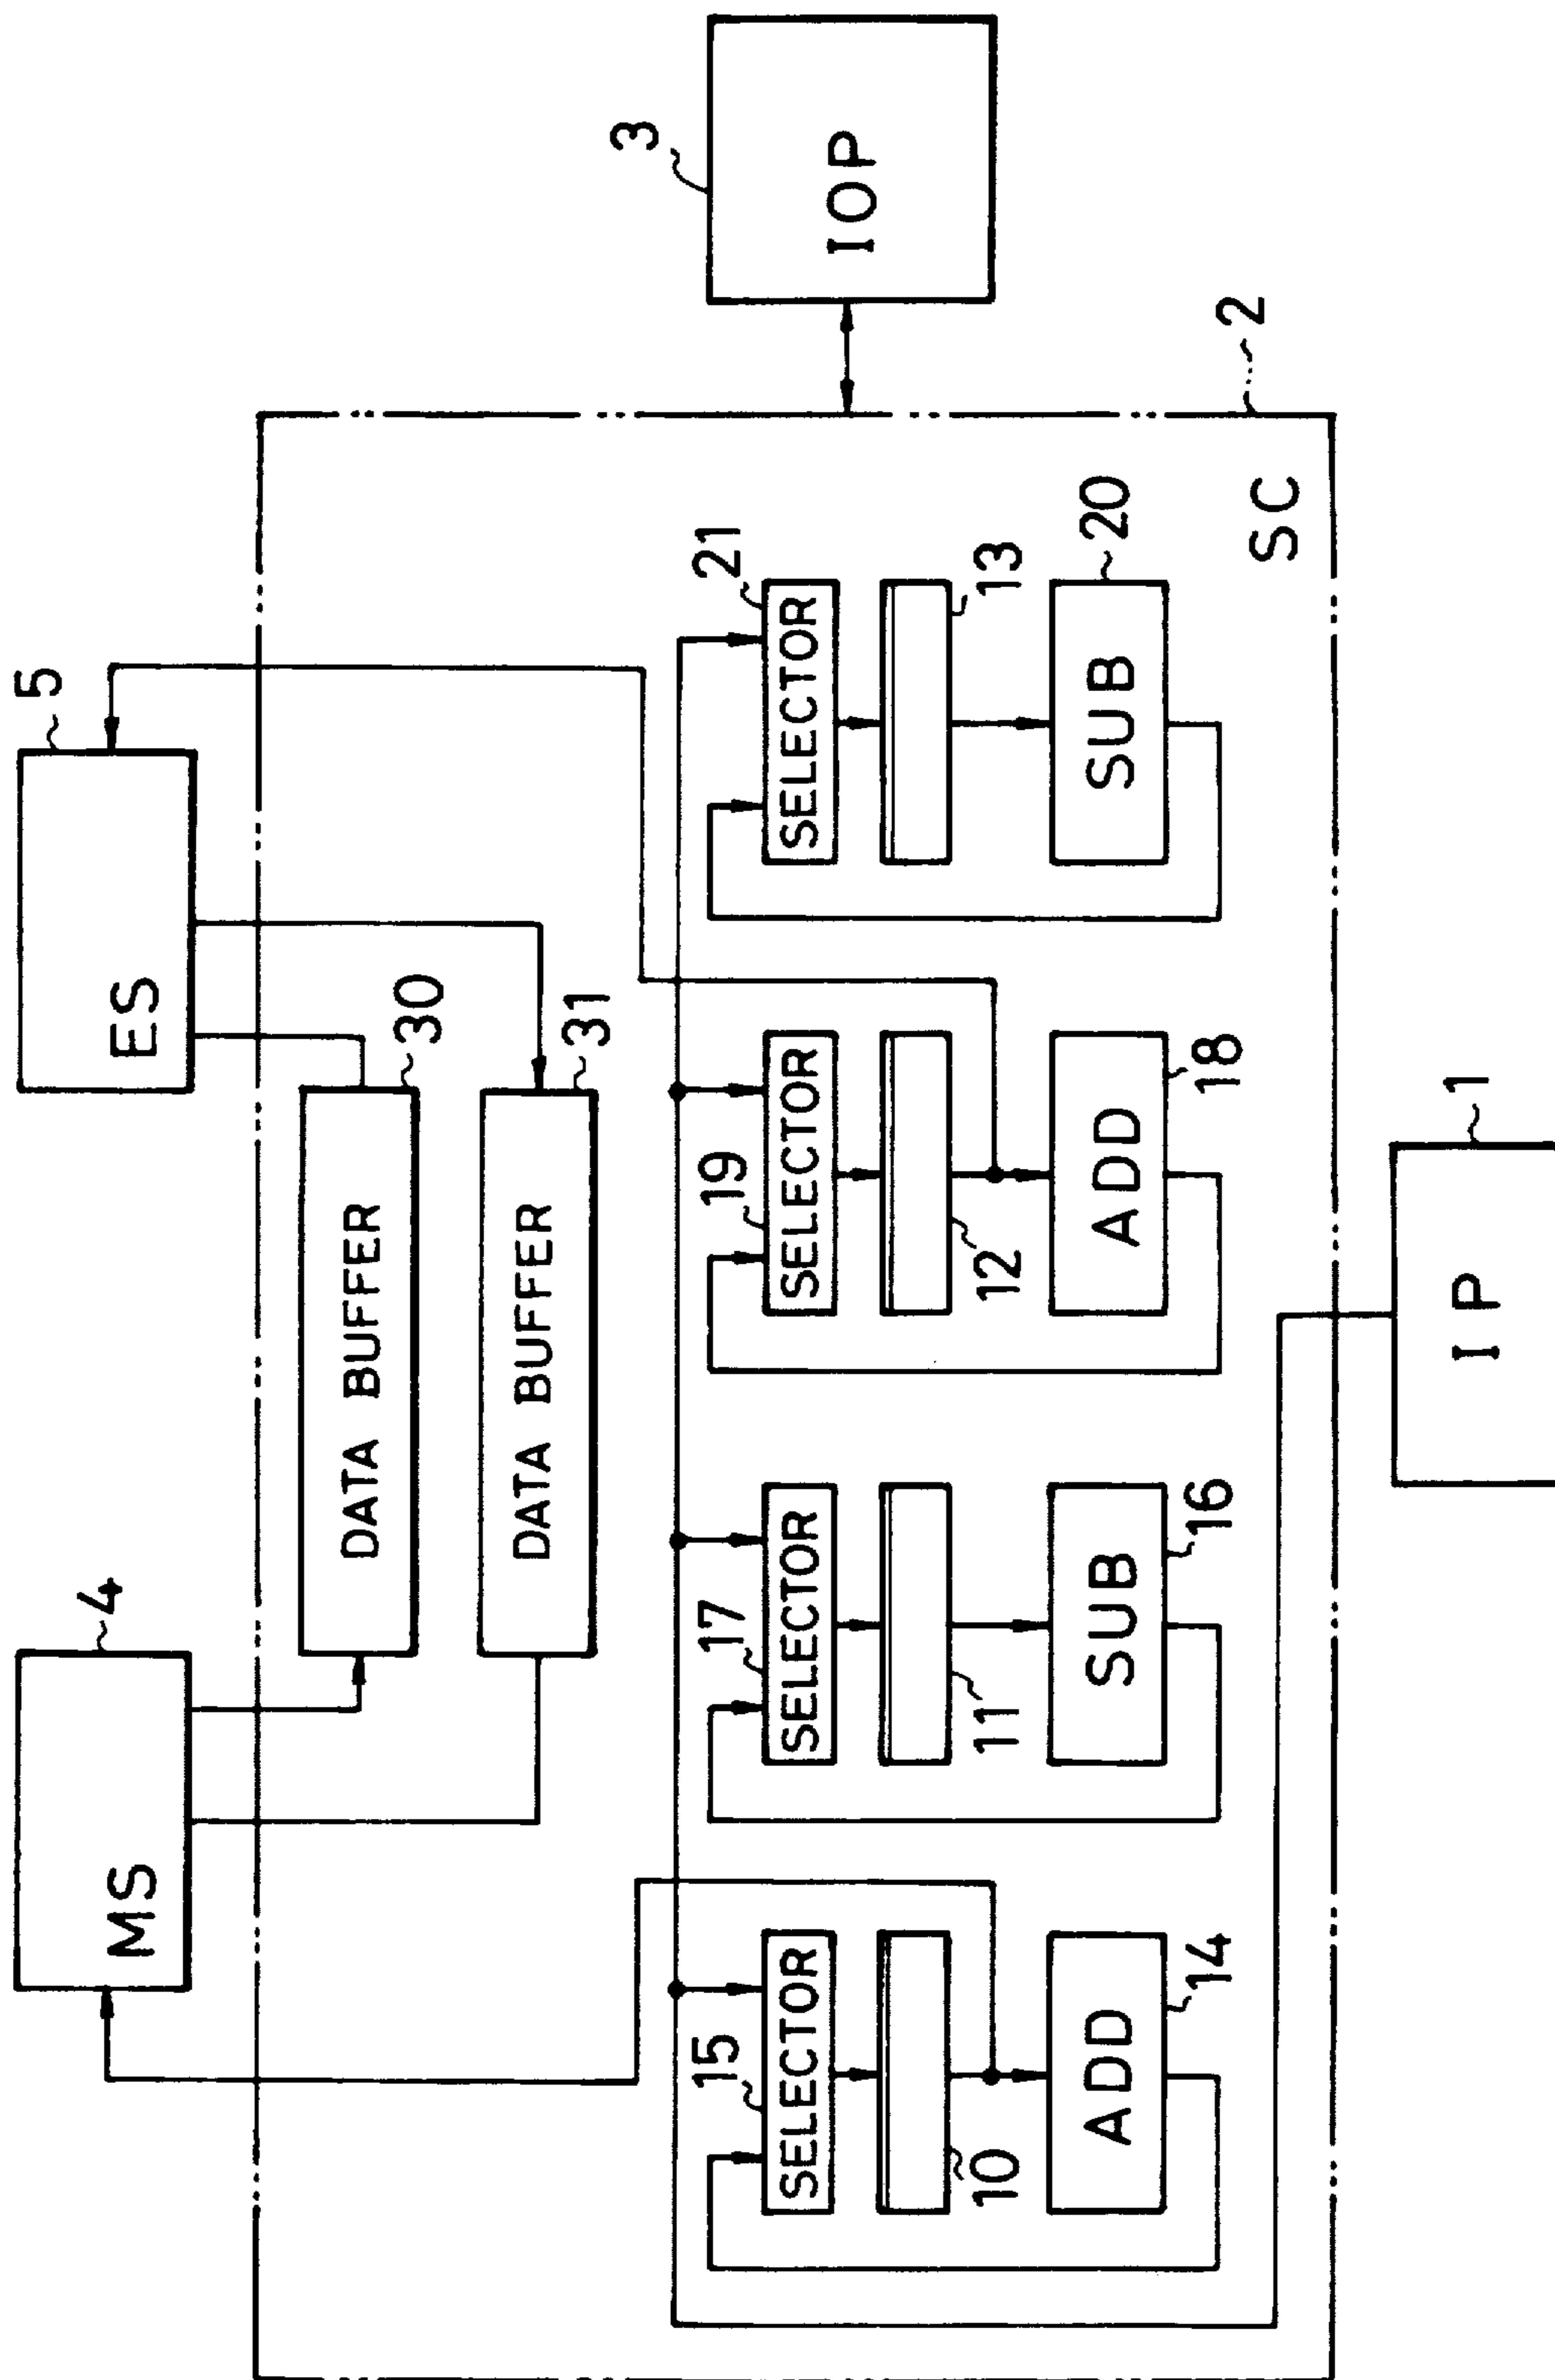 5
4
MS
ES
30
DATA BUFFER
31
DATA BUFFER
3
IOP
15
17
19
21
SELECTOR
SELECTOR
SELECTOR
SELECTOR
10
11
12
13
ADD
SUB
ADD
SUB
14
16
18
20
2
SC
1
IP